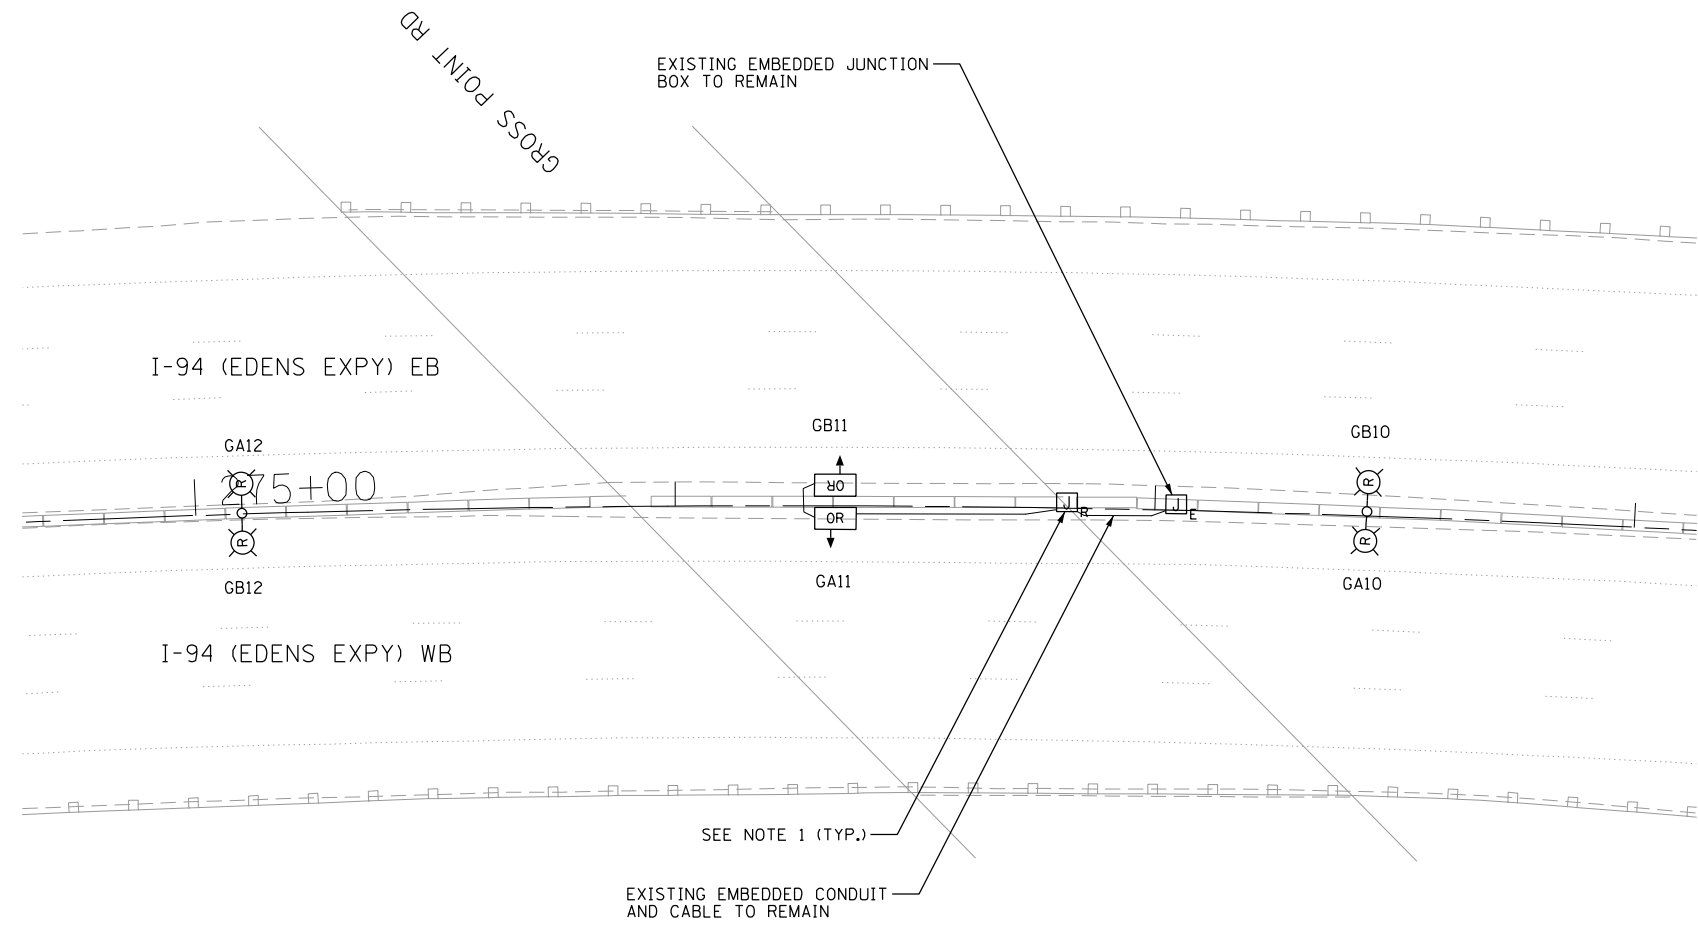 GROSS POINT RD
EXISTING EMBEDDED JUNCTION
BOX TO REMAIN
I-94 (EDENS EXPY) EB
GB11
GB10
GA12
R
275+00
R
OR
OR
J
R
J
E
R
R
GB12
GA11
GA10
I-94 (EDENS EXPY) WB
SEE NOTE 1 (TYP.)
EXISTING EMBEDDED CONDUIT
AND CABLE TO REMAIN